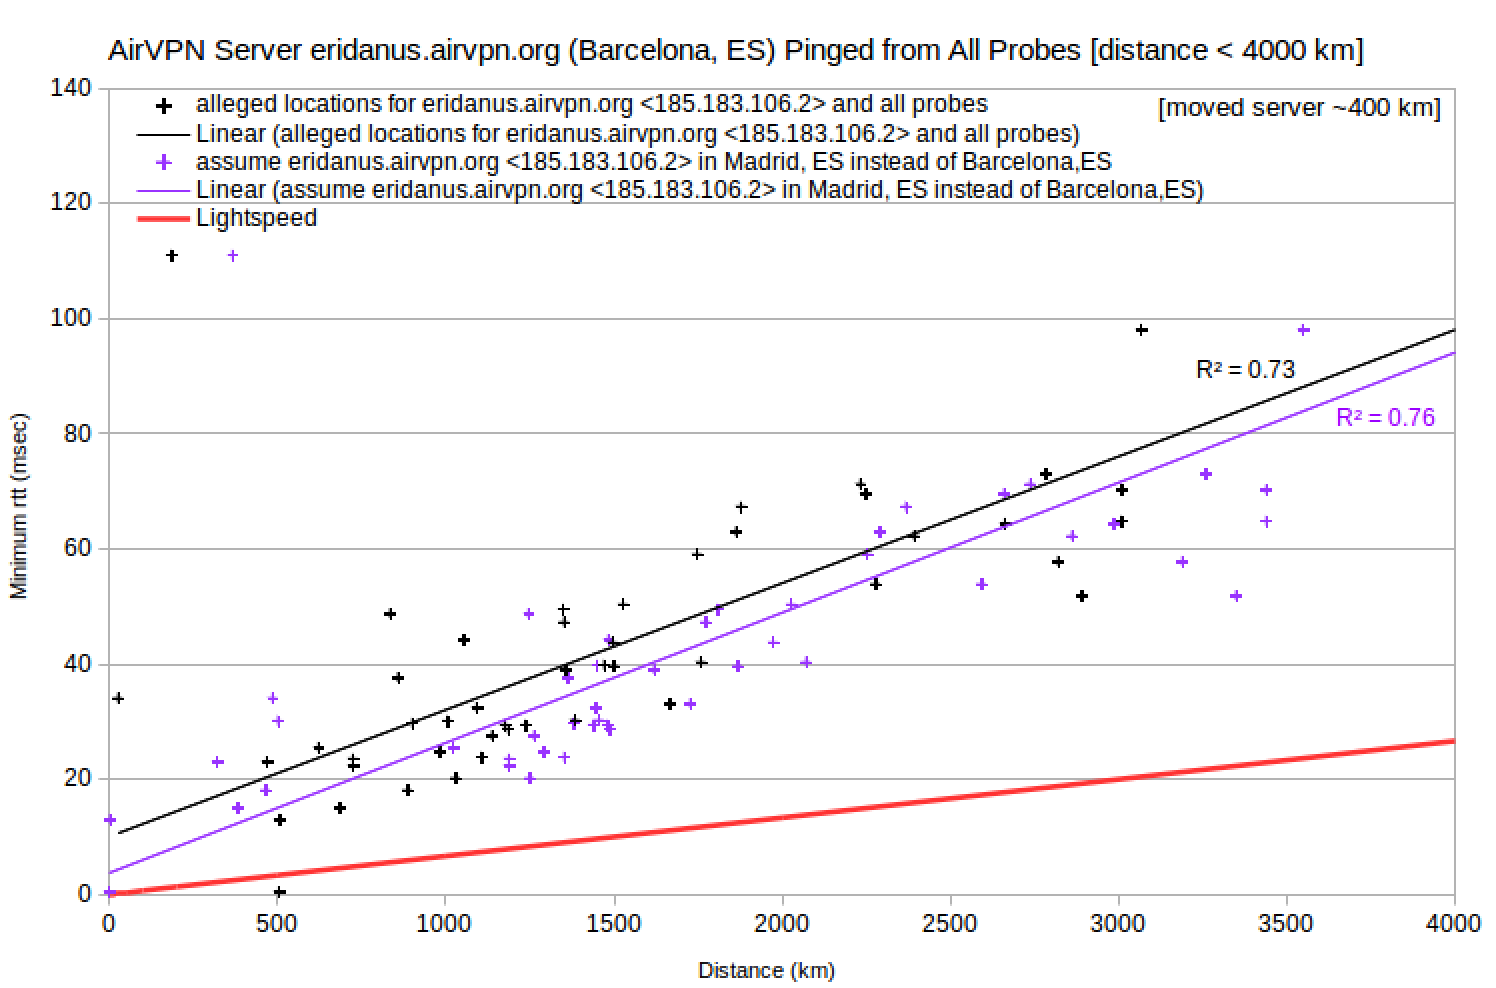 AirVPN Server eridanus.airvpn.org (Barcelona, ES) Pinged from All Probes [distance < 4000 km]
140
120
100
80
60
40
20
0
alleged locations for eridanus.airvpn.org <185.183.106.2> and all probes
[moved server ~400 km]
Linear (alleged locations for eridanus.airvpn.org <185.183.106.2> and all probes)
assume eridanus.airvpn.org <185.183.106.2> in Madrid, ES instead of Barcelona,ES
Linear (assume eridanus.airvpn.org <185.183.106.2> in Madrid, ES instead of Barcelona,ES)
Lightspeed
R² = 0.73
R² = 0.76
Minimum rtt (msec)
0 500 1000 1500 2000 2500 3000 3500 4000
Distance (km)